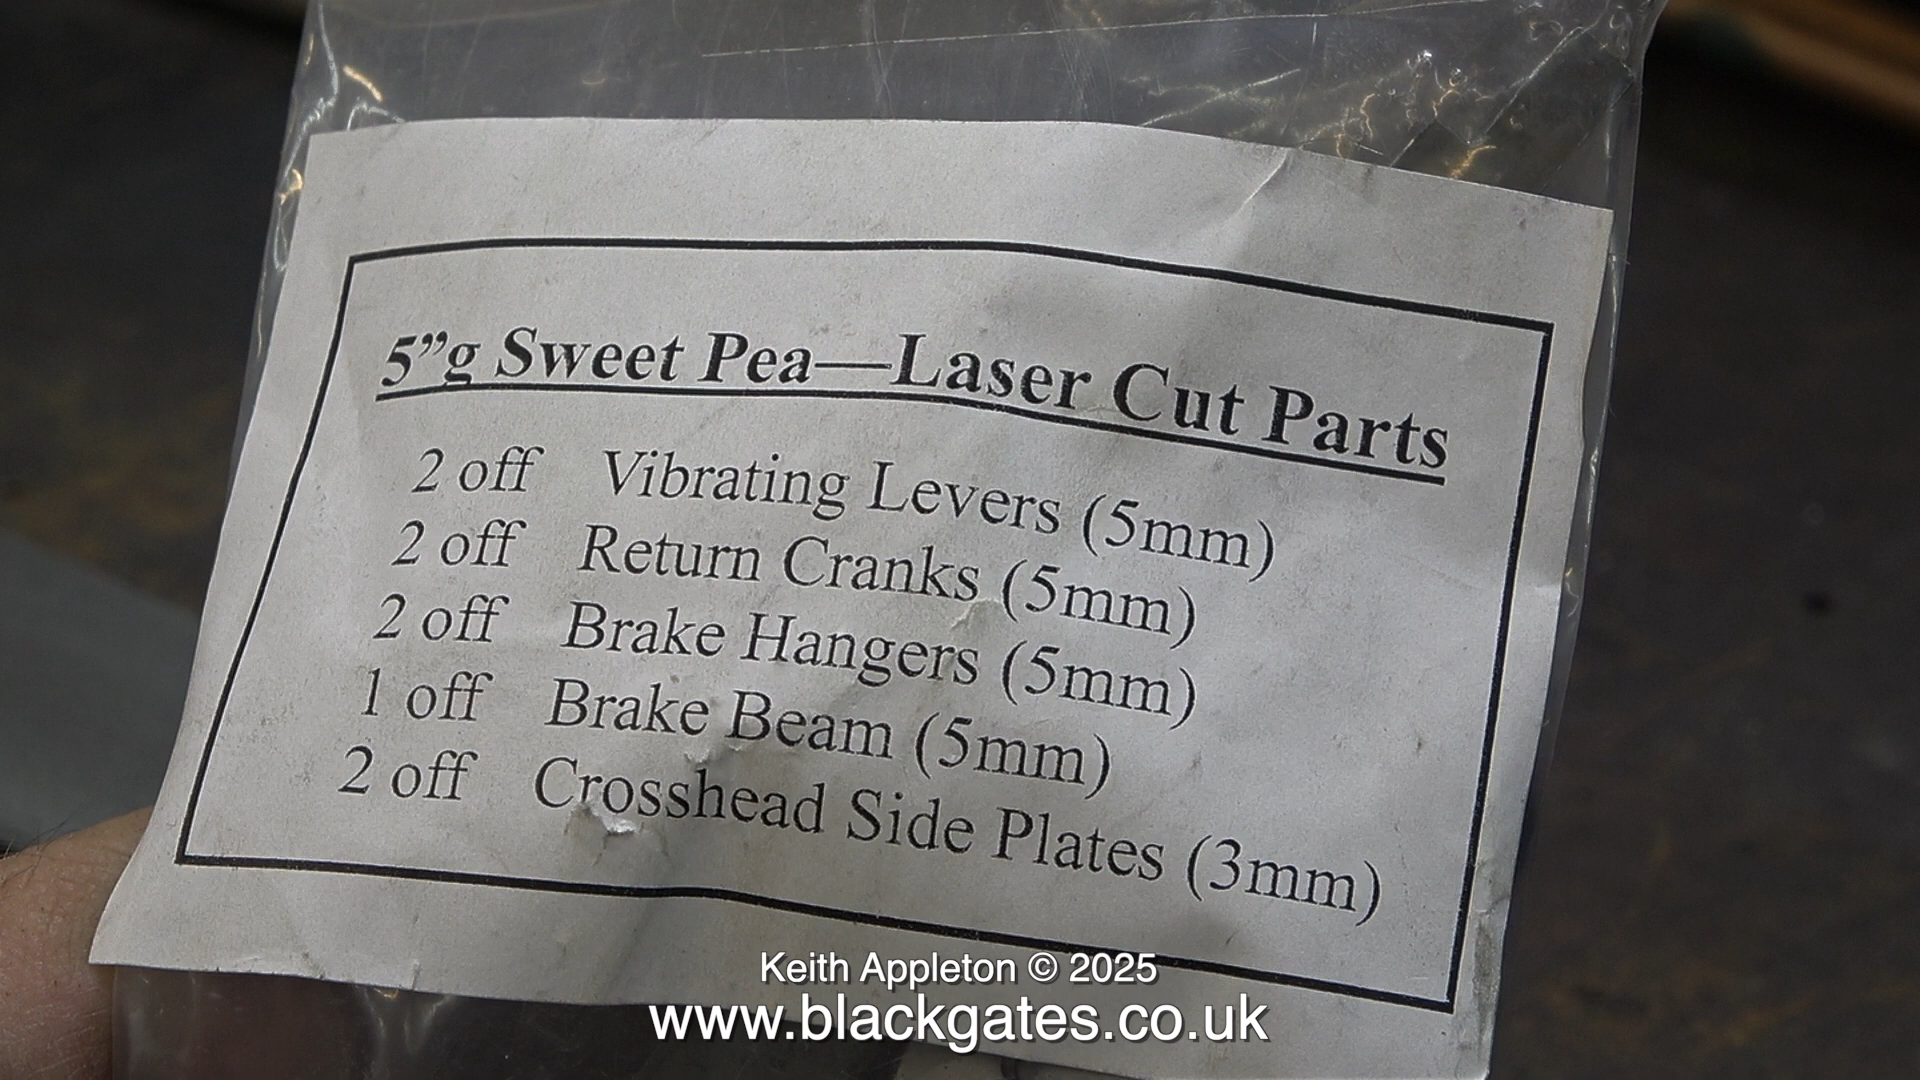 5”g Sweet Pea—Laser Cut Parts
2 off Vibrating Levers (5mm)
2 off Return Cranks (5mm)
2 off Brake Hangers (5mm)
1 off Brake Beam (5mm)
2 off Crosshead Side Plates (3mm)
Keith Appleton © 2025
www.blackgates.co.uk